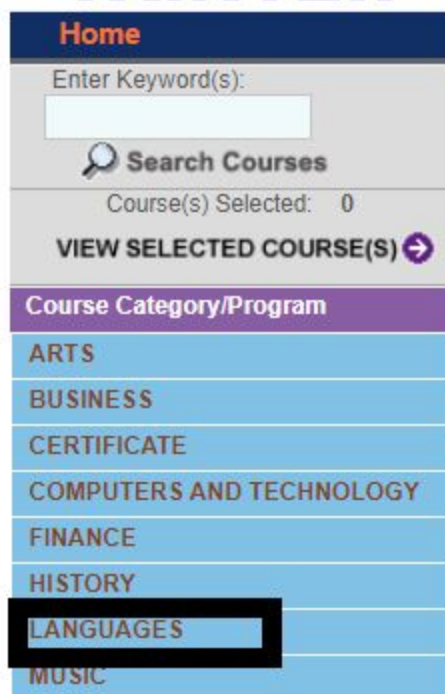 Home
Enter Keyword(s):
Search Courses
Course(s) Selected: 0
VIEW SELECTED COURSE(S)
Course Category/Program
ARTS
BUSINESS
CERTIFICATE
COMPUTERS AND TECHNOLOGY
FINANCE
HISTORY
LANGUAGES
MUSIC